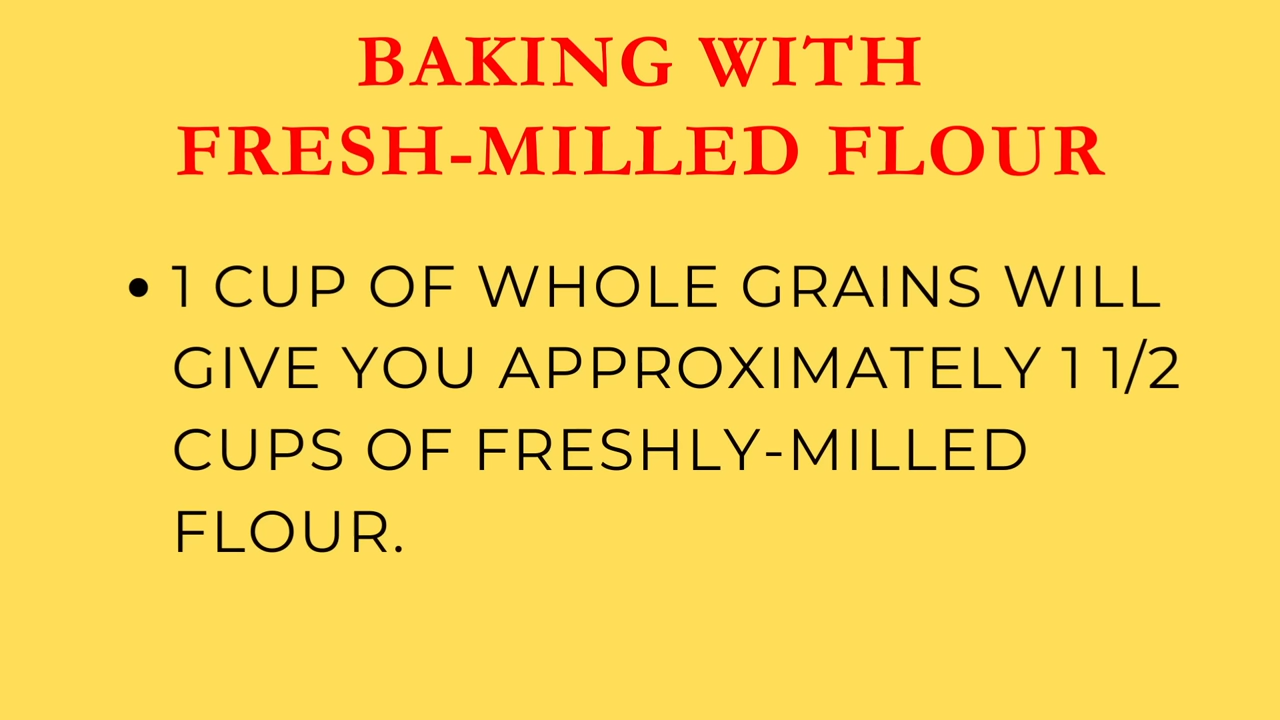 BAKING WITH
FRESH-MILLED FLOUR
• 1 CUP OF WHOLE GRAINS WILL
GIVE YOU APPROXIMATELY 1 1/2
CUPS OF FRESHLY-MILLED
FLOUR.